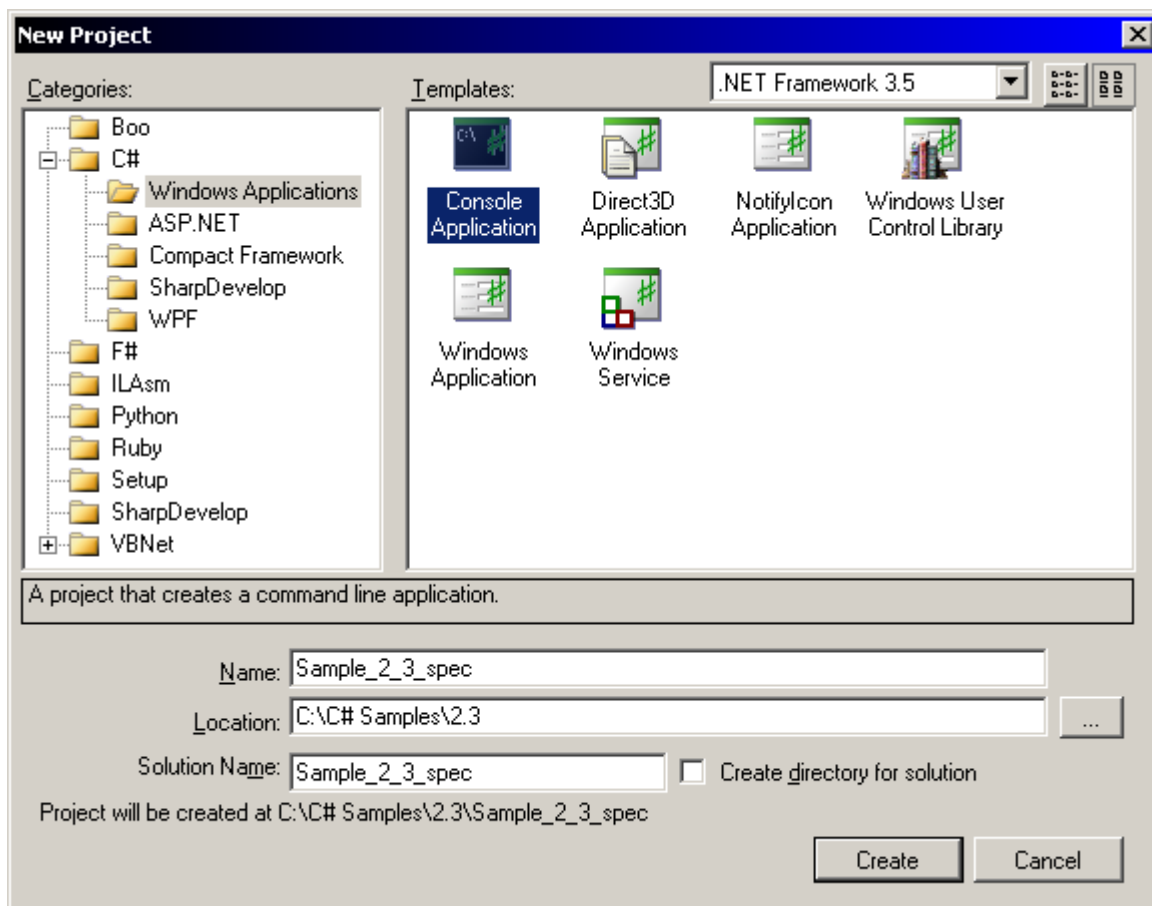 New Project
Categories:
Templates:
.NET Framework 3.5
Boo
C#
Windows Applications
ASP.NET
Compact Framework
SharpDevelop
WPF
F#
ILAsm
Python
Ruby
Setup
SharpDevelop
VBNet
C:\
Console
Application
Direct3D
Application
NotifyIcon
Application
Windows User
Control Library
Windows
Application
Windows
Service
A project that creates a command line application.
Name:
Sample_2_3_spec
Location:
C:\C# Samples\2.3
...
Solution Name:
Sample_2_3_spec
Create directory for solution
Project will be created at C:\C# Samples\2.3\Sample_2_3_spec
Create
Cancel